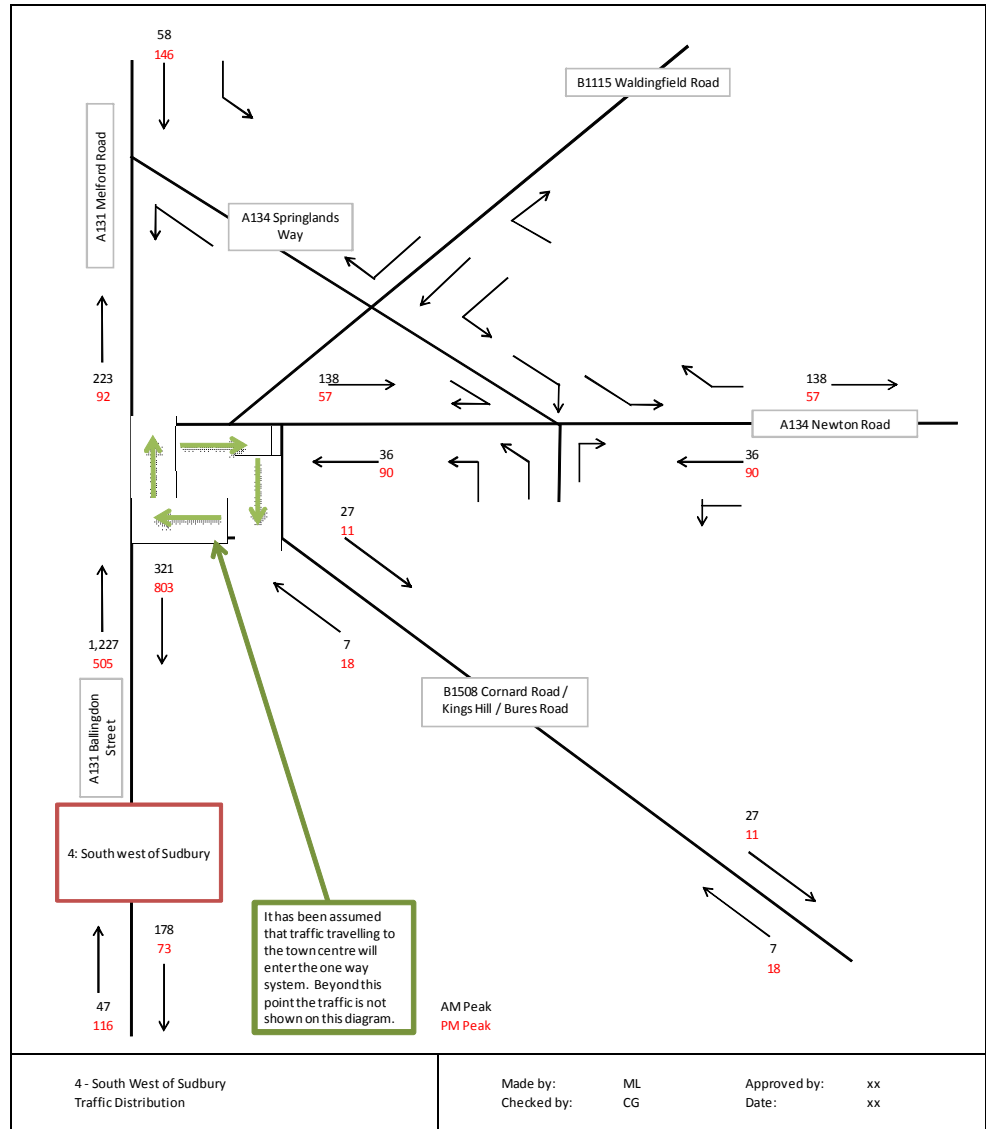 58
146
B1115 Waldingfield Road
A131 Melford Road
A134 Springlands
Way
223
92
138
57
138
57
A134 Newton Road
36
90
36
90
27
11
321
803
1,227
505
7
18
B1508 Cornard Road /
Kings Hill / Bures Road
A131 Ballingdon
Street
4: South west of Sudbury
27
11
It has been assumed
that traffic travelling to
the town centre will
enter the one way
system. Beyond this
point the traffic is not
shown on this diagram.
178
73
7
18
47
116
AM Peak
PM Peak
4 - South West of Sudbury
Traffic Distribution
Made by: ML Approved by: xx
Checked by: CG Date: xx